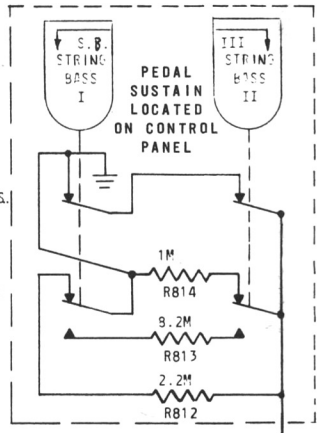 S.B.
STRING
BASS
I
III
STRING
BASS
II
PEDAL
SUSTAIN
LOCATED
ON CONTROL
PANEL
S.
1M
R814
8.2M
R813
2.2M
R812